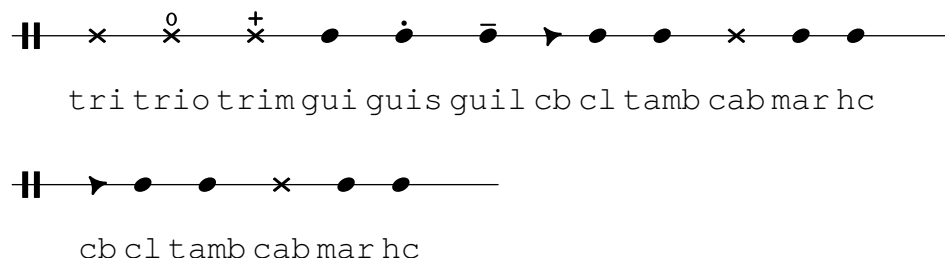 tri trio trim gui guis guil cb cl tamb cab mar hc
cb cl tamb cab mar hc